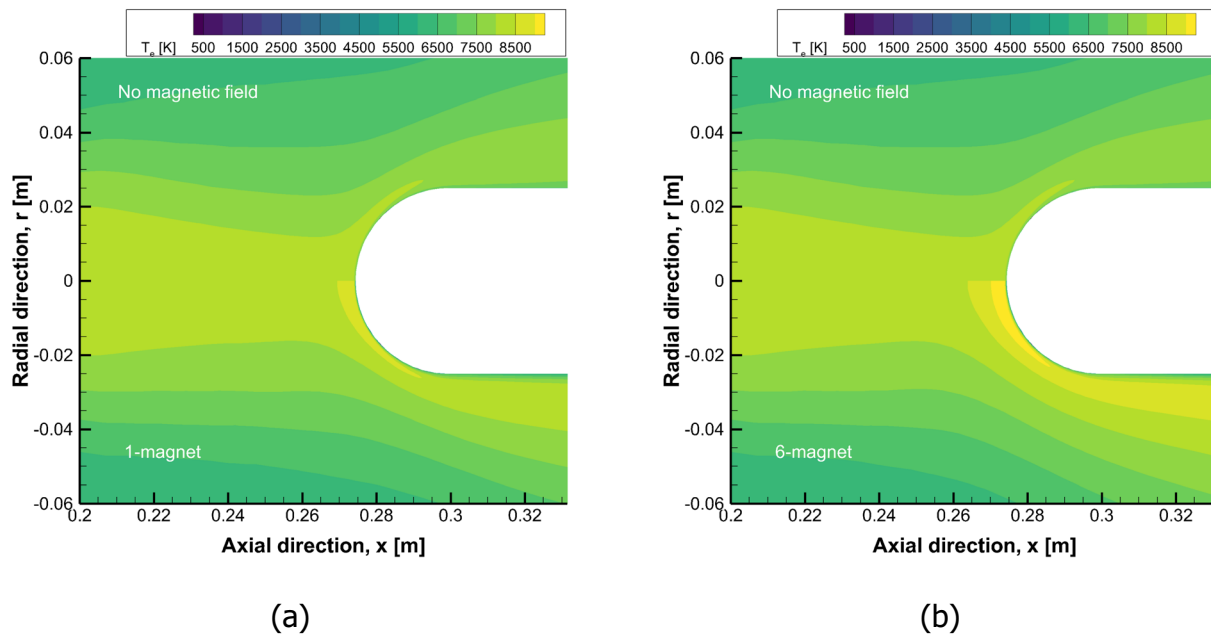 T_e [K] 500 1500 2500 3500 4500 5500 6500 7500 8500
0.06
No magnetic field
0.04
0.02
0
-0.02
-0.04
1-magnet
-0.06
0.2 0.22 0.24 0.26 0.28 0.3 0.32
Radial direction, r [m]
Axial direction, x [m]
(a)
T_e [K] 500 1500 2500 3500 4500 5500 6500 7500 8500
0.06
No magnetic field
0.04
0.02
0
-0.02
-0.04
6-magnet
-0.06
0.2 0.22 0.24 0.26 0.28 0.3 0.32
Radial direction, r [m]
Axial direction, x [m]
(b)